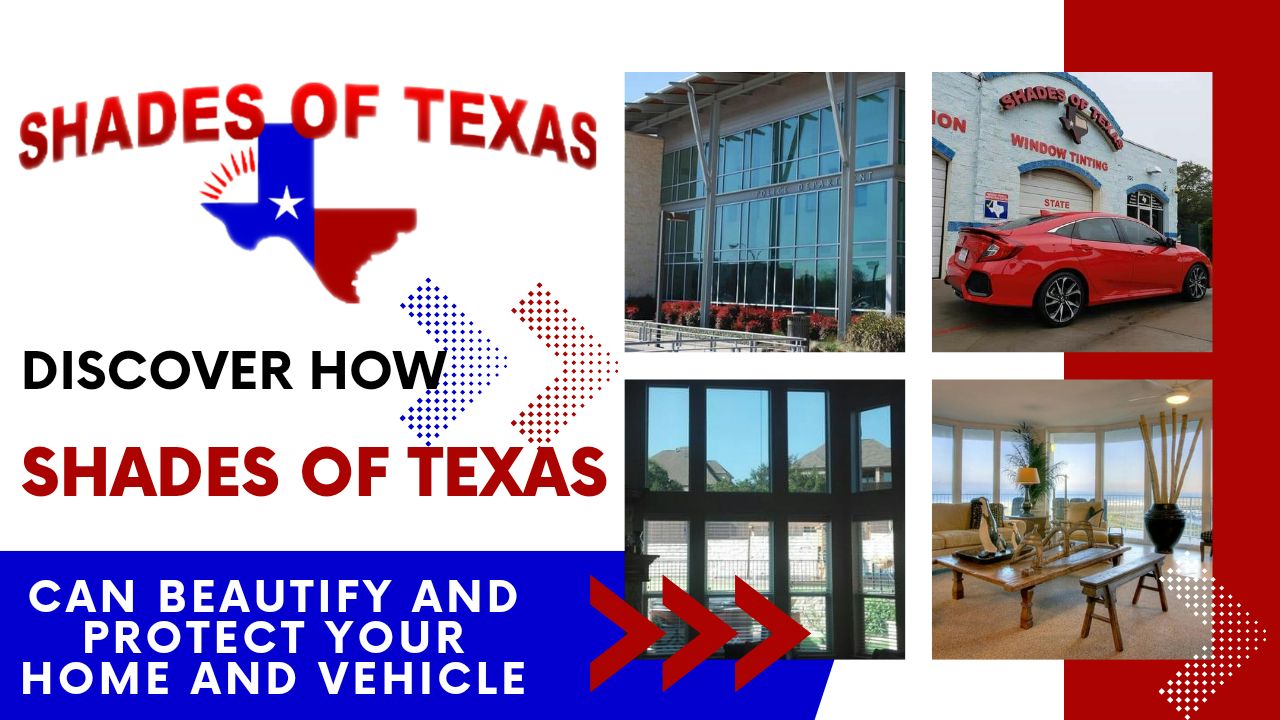 SHADES OF TEXAS
DISCOVER HOW
SHADES OF TEXAS
CAN BEAUTIFY AND
PROTECT YOUR
HOME AND VEHICLE
POLICE DEPARTMENT
SHADES OF TEXAS
ION
WINDOW TINTING
STATE